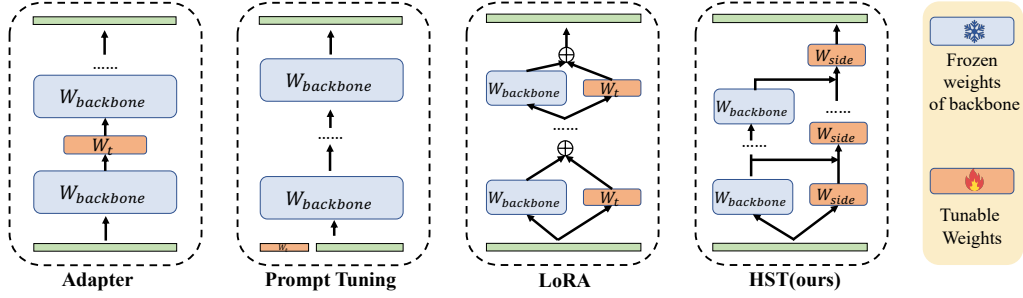 ......
W_backbone
W_t
W_backbone
Adapter
W_backbone
......
W_backbone
W_t
Prompt Tuning
W_backbone
W_t
......
W_backbone
W_t
LoRA
W_side
W_backbone
......
W_side
......
W_backbone
W_side
HST(ours)
Frozen
weights
of backbone
Tunable
Weights